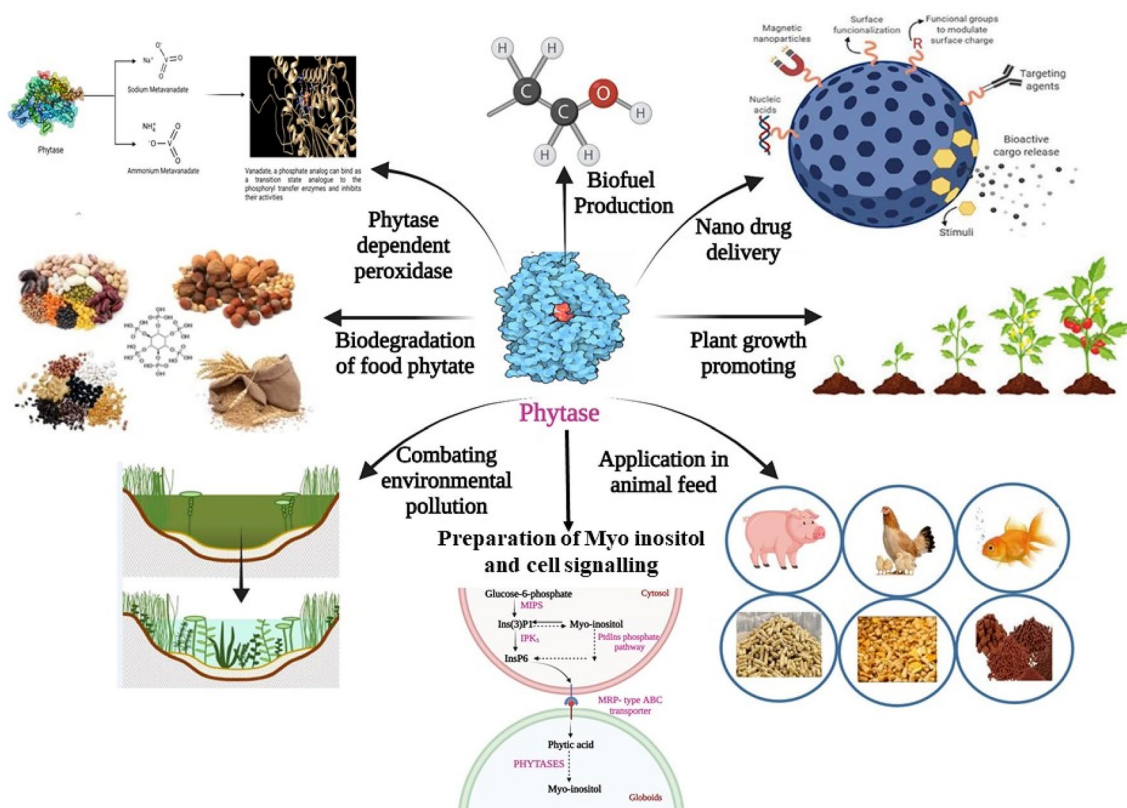 Na⁺
O⁻
O
V
O
Sodium Metavanadate
Phytase
NH₄⁺
⁻O
V
O
O
Ammonium Metavanadate
Vanadate, a phosphate analog can bind as
a transition state analogue to the
phosphoryl transfer enzymes and inhibits
their activities
H
H
C
C
O
H
H
H
Magnetic
nanoparticles
Surface
funcionalization
Funcional groups
to modulate
surface charge
R
Targeting
agents
Nucleic
acids
Bioactive
cargo release
Stimuli
Phytase
dependent
peroxidase
Biofuel
Production
Nano drug
delivery
Biodegradation
of food phytate
Plant growth
promoting
Phytase
Combating
environmental
pollution
Application in
animal feed
Preparation of Myo inositol
and cell signalling
Glucose-6-phosphate
Cytosol
MIPS
Ins(3)P1
Myo-inositol
IPKs
PtdIns phosphate
pathway
InsP6
MRP- type ABC
transporter
Phytic acid
PHYTASES
Myo-inositol
Globoids